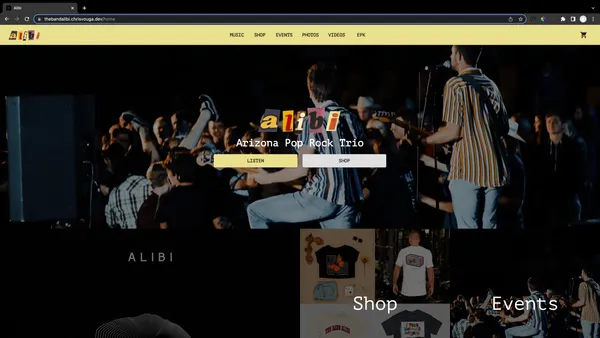 Alibi
thebandalibi.chrisvouga.dev/home
alibi
MUSIC SHOP EVENTS PHOTOS VIDEOS EPK
alibi
Arizona Pop Rock Trio
LISTEN SHOP
ALIBI
Shop
Events